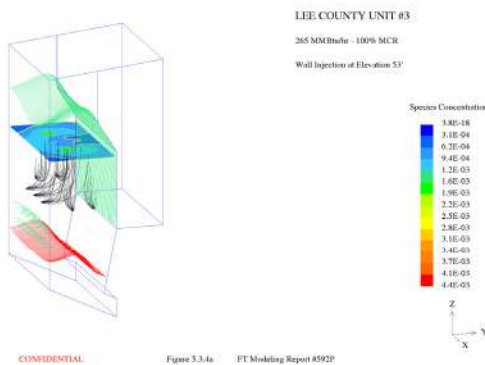 LEE COUNTY UNIT #3
265 MMBtu/hr - 100% MCR
Wall Injection at Elevation 53'
Species Concentration
3.8E-18
3.1E-04
6.2E-04
9.4E-04
1.2E-03
1.6E-03
1.9E-03
2.2E-03
2.5E-03
2.8E-03
3.1E-03
3.4E-03
3.7E-03
4.1E-03
4.4E-03
Z
Y
X
CONFIDENTIAL Figure 5.3.4a FT Modeling Report #592P